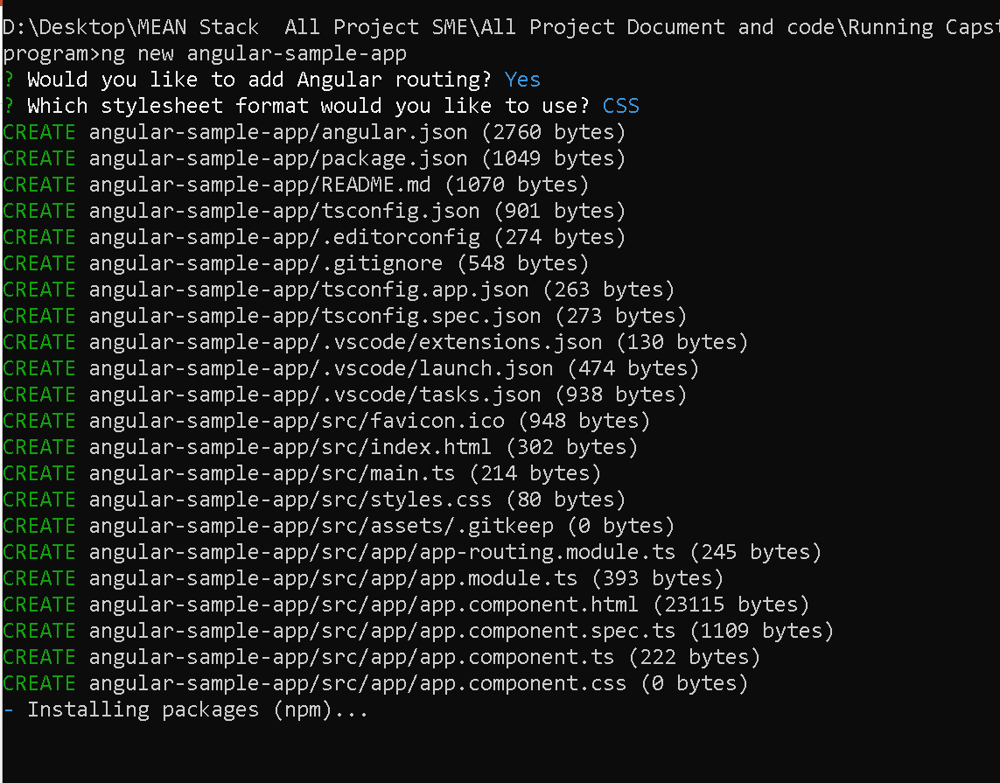 D:\Desktop\MEAN Stack  All Project SME\All Project Document and code\Running Capst
program>ng new angular-sample-app
? Would you like to add Angular routing? Yes
? Which stylesheet format would you like to use? CSS
CREATE angular-sample-app/angular.json (2760 bytes)
CREATE angular-sample-app/package.json (1049 bytes)
CREATE angular-sample-app/README.md (1070 bytes)
CREATE angular-sample-app/tsconfig.json (901 bytes)
CREATE angular-sample-app/.editorconfig (274 bytes)
CREATE angular-sample-app/.gitignore (548 bytes)
CREATE angular-sample-app/tsconfig.app.json (263 bytes)
CREATE angular-sample-app/tsconfig.spec.json (273 bytes)
CREATE angular-sample-app/.vscode/extensions.json (130 bytes)
CREATE angular-sample-app/.vscode/launch.json (474 bytes)
CREATE angular-sample-app/.vscode/tasks.json (938 bytes)
CREATE angular-sample-app/src/favicon.ico (948 bytes)
CREATE angular-sample-app/src/index.html (302 bytes)
CREATE angular-sample-app/src/main.ts (214 bytes)
CREATE angular-sample-app/src/styles.css (80 bytes)
CREATE angular-sample-app/src/assets/.gitkeep (0 bytes)
CREATE angular-sample-app/src/app/app-routing.module.ts (245 bytes)
CREATE angular-sample-app/src/app/app.module.ts (393 bytes)
CREATE angular-sample-app/src/app/app.component.html (23115 bytes)
CREATE angular-sample-app/src/app/app.component.spec.ts (1109 bytes)
CREATE angular-sample-app/src/app/app.component.ts (222 bytes)
CREATE angular-sample-app/src/app/app.component.css (0 bytes)
- Installing packages (npm)...